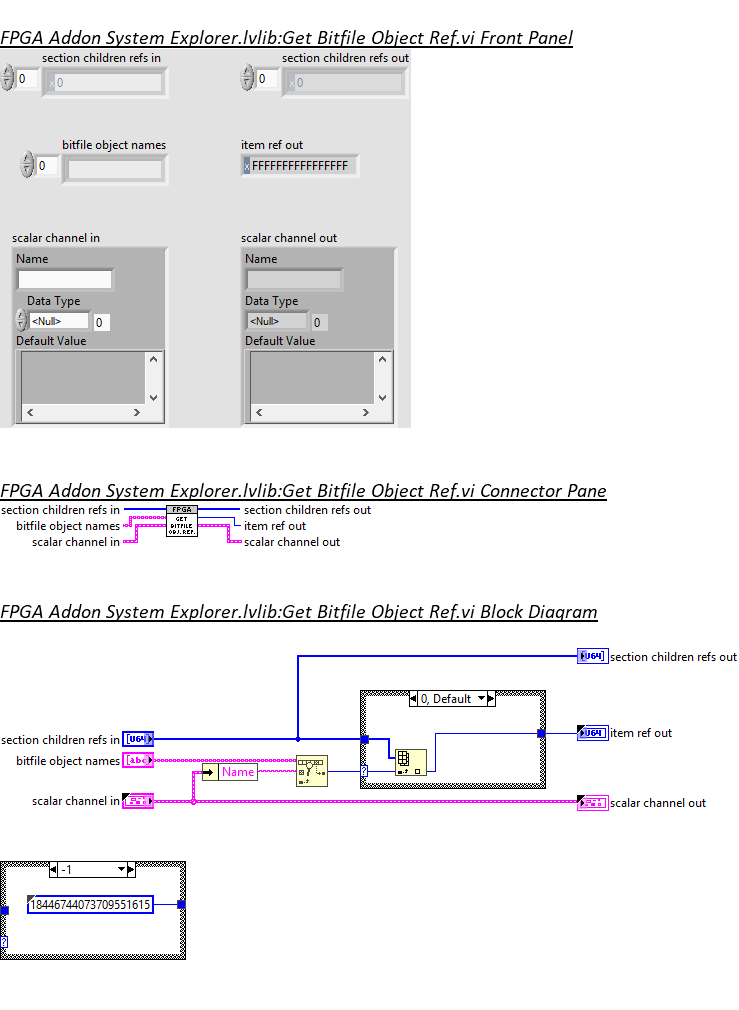 FPGA Addon System Explorer.lvlib:Get Bitfile Object Ref.vi Front Panel
section children refs in
section children refs out
0
x 0
0
x 0
bitfile object names
item ref out
0
x FFFFFFFFFFFFFFFF
scalar channel in
scalar channel out
Name
Name
Data Type
Data Type
<Null>
0
<Null>
0
Default Value
Default Value
FPGA Addon System Explorer.lvlib:Get Bitfile Object Ref.vi Connector Pane
section children refs in
FPGA
section children refs out
bitfile object names
GET
BITFILE
OBJ. REF.
item ref out
scalar channel in
scalar channel out
FPGA Addon System Explorer.lvlib:Get Bitfile Object Ref.vi Block Diagram
U64
section children refs out
0, Default
section children refs in
U64
U64
item ref out
bitfile object names
abc
Name
?
scalar channel in
scalar channel out
-1
18446744073709551615
?